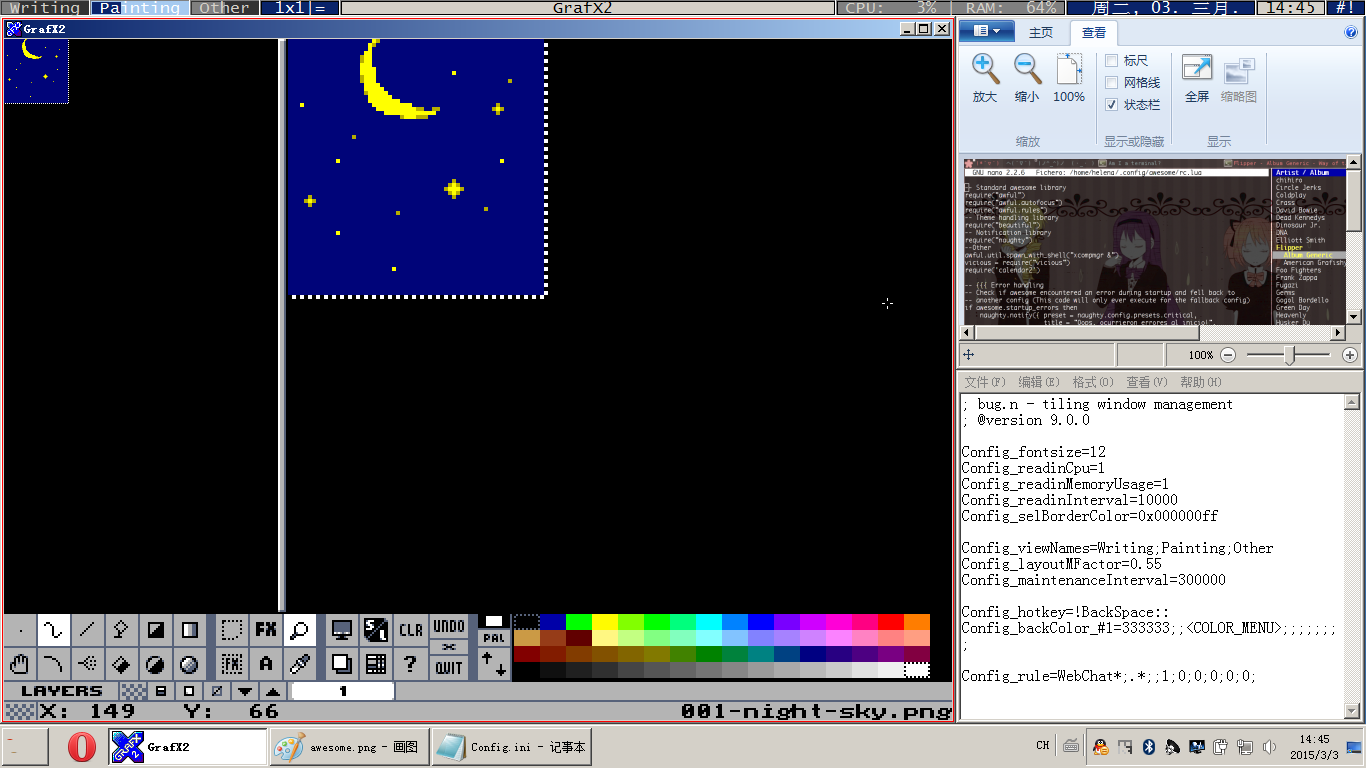 Writing Painting Other 1x1|= GrafX2 CPU: 3% RAM: 64% 周二, 03. 三月. 14:45 #!
GrafX2
主页 查看
放大 缩小 100%
标尺
网格线
状态栏
全屏 缩略图
缩放 显示或隐藏 显示
Am I a terminal?
Flipper - Album Generic - Way of t
GNU nano 2.2.6 Fichero: /home/helena/.config/awesome/rc.lua
-- Standard awesome library
require("awful")
require("awful.autofocus")
require("awful.rules")
-- Theme handling library
require("beautiful")
-- Notification library
require("naughty")
--Other
awful.util.spawn_with_shell("xcompmgr &")
vicious = require("vicious")
require('calendar2')
-- {{{ Error handling
-- Check if awesome encountered an error during startup and fell back to
-- another config (This code will only ever execute for the fallback config)
if awesome.startup_errors then
naughty.notify({ preset = naughty.config.presets.critical,
title = "Oops, ocurrieron errores al inicio!",
Artist / Album
chihiro
Circle Jerks
Coldplay
Crass
David Bowie
Dead Kennedys
Dinosaur Jr.
DNA
Elliott Smith
Flipper
Album Generic
American Grafishy
Foo Fighters
Frank Zappa
Fugazi
Germs
Gogol Bordello
Green Day
Heavenly
Husker Du
100%
文件(F) 编辑(E) 格式(O) 查看(V) 帮助(H)
; bug.n - tiling window management
; @version 9.0.0
Config_fontsize=12
Config_readinCpu=1
Config_readinMemoryUsage=1
Config_readinInterval=10000
Config_selBorderColor=0x000000ff
Config_viewNames=Writing;Painting;Other
Config_layoutMFactor=0.55
Config_maintenanceInterval=300000
Config_hotkey=!BackSpace::
Config_backColor_#1=333333;;<COLOR_MENU>;;;;;;;
;
Config_rule=WebChat*;.*;;1;0;0;0;0;0;
FX S/L CLR UNDO PAL
FX A ? QUIT
LAYERS 1
X: 149 Y: 66 001-night-sky.png
GrafX2 awesome.png - 画图 Config.ini - 记事本 CH 14:45
2015/3/3